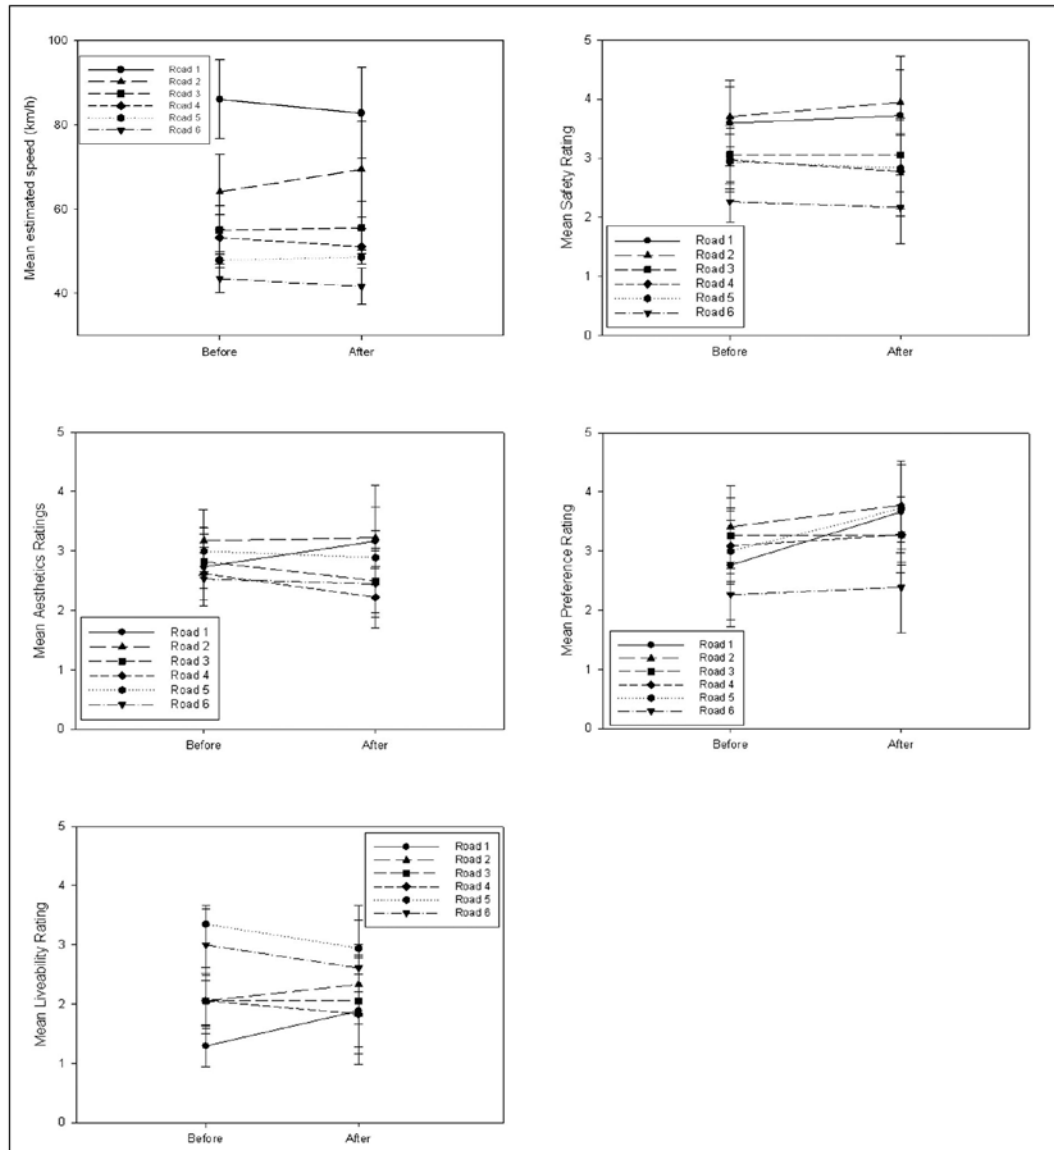 Mean estimated speed (km/h)
100
80
60
40
Road 1
Road 2
Road 3
Road 4
Road 5
Road 6
Before
After
Mean Safety Rating
5
4
3
2
1
0
Road 1
Road 2
Road 3
Road 4
Road 5
Road 6
Before
After
Mean Aesthetics Ratings
5
4
3
2
1
0
Road 1
Road 2
Road 3
Road 4
Road 5
Road 6
Before
After
Mean Preference Rating
5
4
3
2
1
0
Road 1
Road 2
Road 3
Road 4
Road 5
Road 6
Before
After
Mean Liveability Rating
5
4
3
2
1
0
Road 1
Road 2
Road 3
Road 4
Road 5
Road 6
Before
After